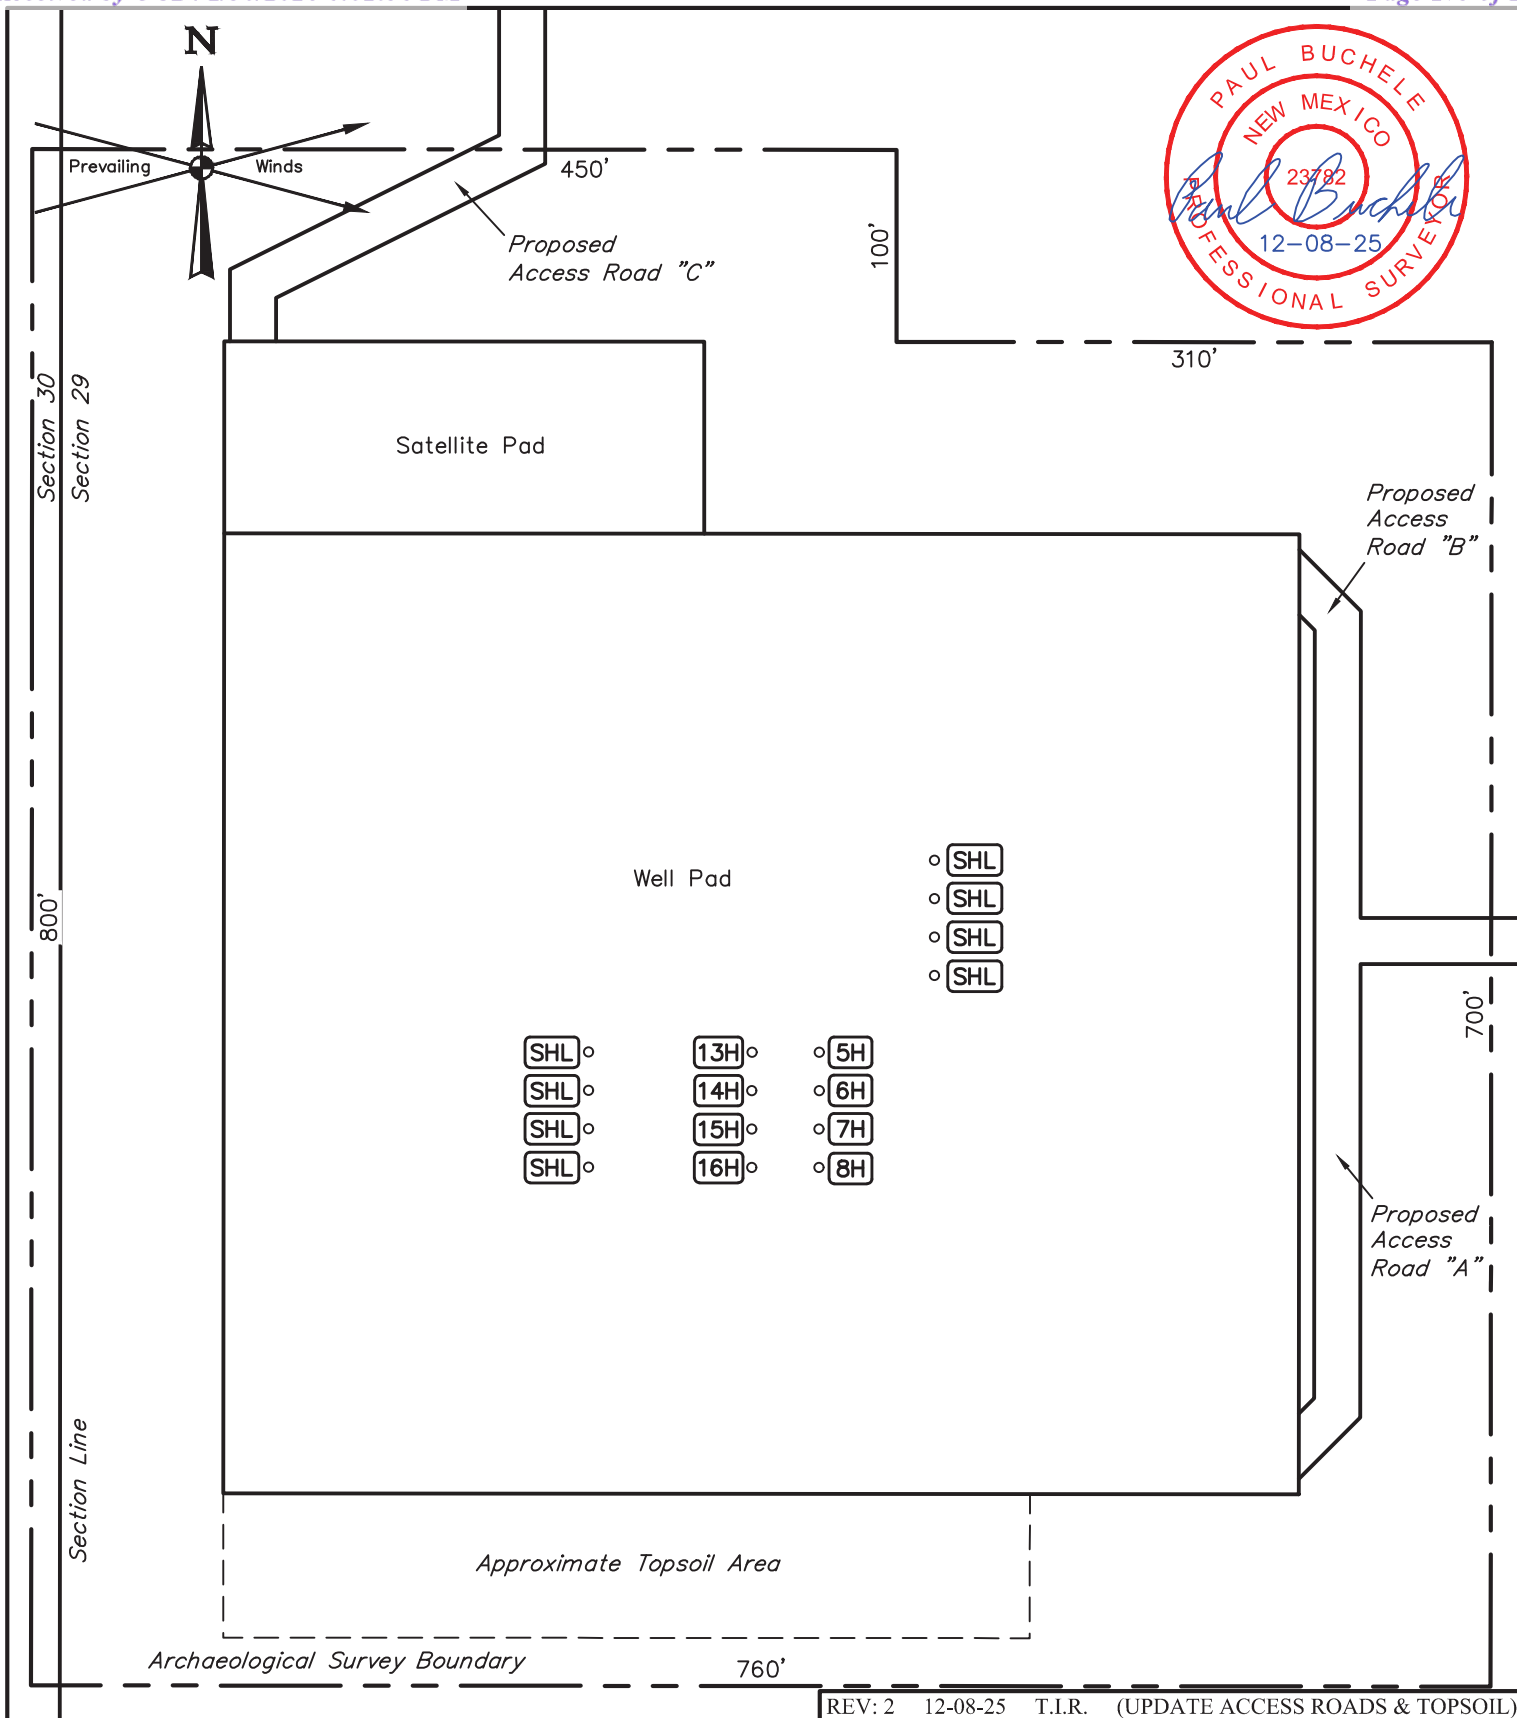 N
Prevailing Winds
450'
PAUL BUCHELE
NEW MEXICO
23782
Paul Buchele
12-08-25
PROFESSIONAL SURVEYOR
Proposed
Access Road "C"
100'
310'
Section 30
Section 29
Satellite Pad
Proposed
Access
Road "B"
Well Pad
SHL
SHL
SHL
SHL
800'
700'
SHL 13H 5H
SHL 14H 6H
SHL 15H 7H
SHL 16H 8H
Proposed
Access
Road "A"
Section Line
Approximate Topsoil Area
Archaeological Survey Boundary
760'
REV: 2 12-08-25 T.I.R. (UPDATE ACCESS ROADS & TOPSOIL)